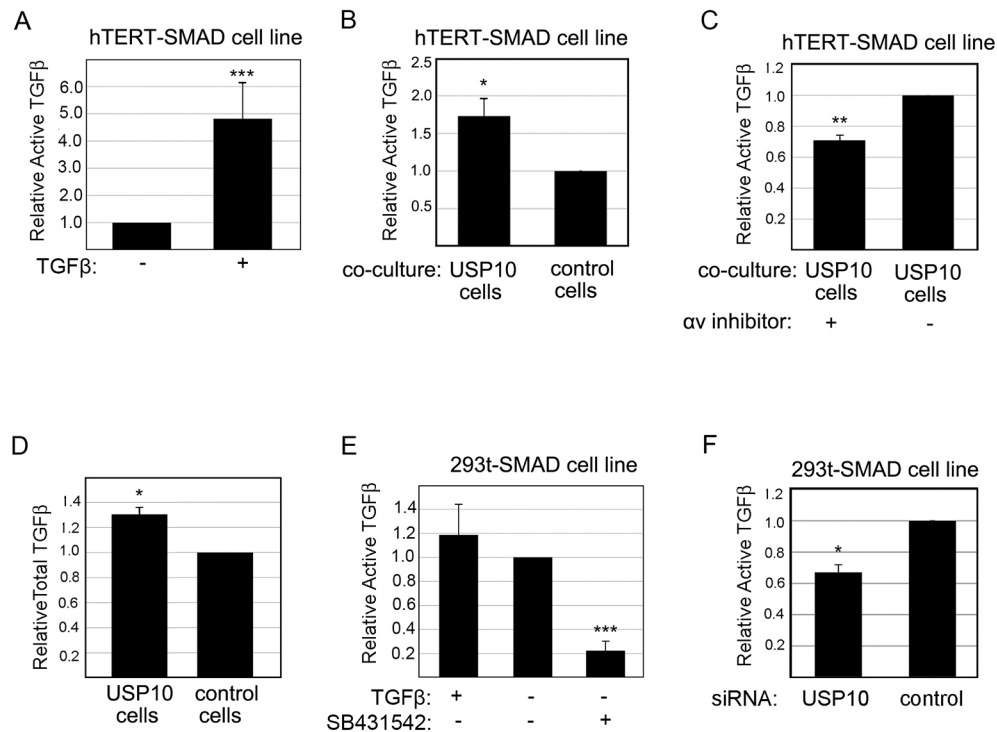 A
hTERT-SMAD cell line
Relative Active TGFβ
6.0
5.0
4.0
3.0
2.0
1.0
***
TGFβ: - +
B
hTERT-SMAD cell line
Relative Active TGFβ
2.5
2.0
1.5
1.0
0.5
*
co-culture: USP10 control
cells cells
C
hTERT-SMAD cell line
Relative Active TGFβ
1.2
1.0
0.8
0.6
0.4
0.2
**
co-culture: USP10 USP10
cells cells
αv inhibitor: + -
D
RelativeTotal TGFβ
1.4
1.2
1.0
0.8
0.6
0.4
0.2
*
USP10 control
cells cells
E
293t-SMAD cell line
Relative Active TGFβ
1.4
1.2
1.0
0.8
0.6
0.4
0.2
***
TGFβ: + - -
SB431542: - - +
F
293t-SMAD cell line
Relative Active TGFβ
1.2
1.0
0.8
0.6
0.4
0.2
*
siRNA: USP10 control